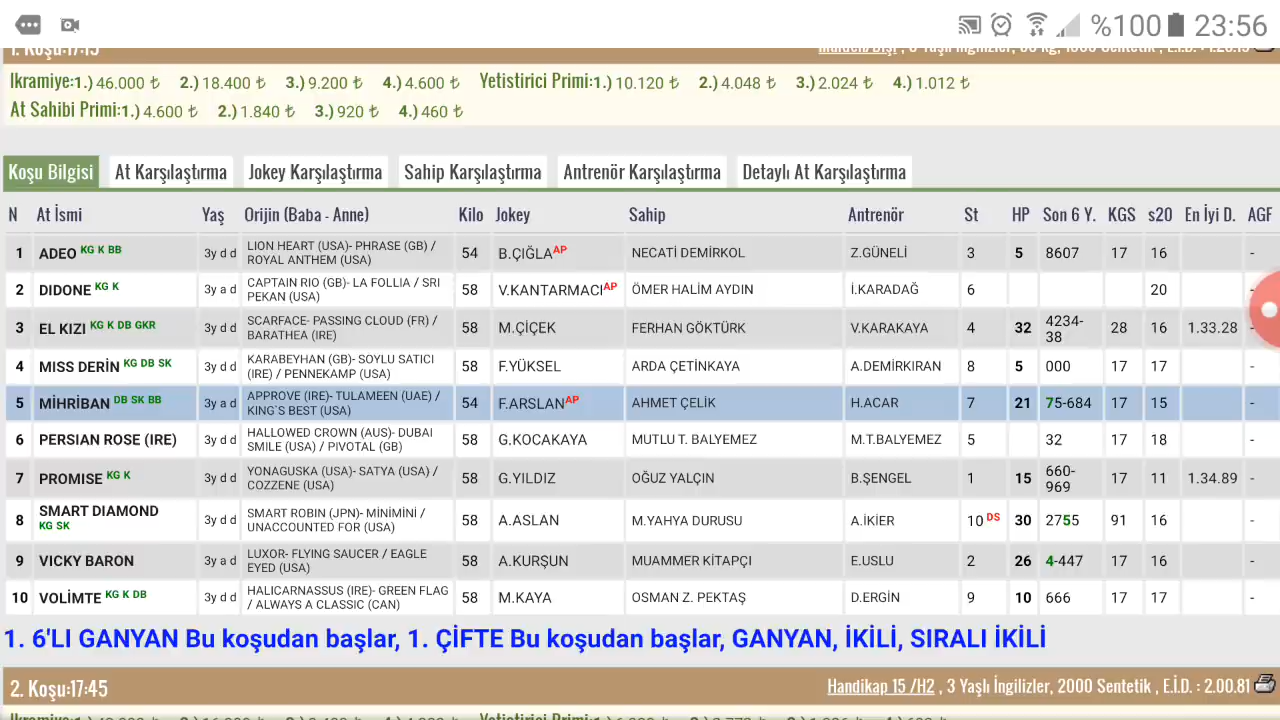 %100 23:56
1. Koşu:17:15
İkramiye:1.) 46.000 ₺ 2.) 18.400 ₺ 3.) 9.200 ₺ 4.) 4.600 ₺ Yetistirici Primi:1.) 10.120 ₺ 2.) 4.048 ₺ 3.) 2.024 ₺ 4.) 1.012 ₺
At Sahibi Primi:1.) 4.600 ₺ 2.) 1.840 ₺ 3.) 920 ₺ 4.) 460 ₺
Koşu Bilgisi At Karşılaştırma Jokey Karşılaştırma Sahip Karşılaştırma Antrenör Karşılaştırma Detaylı At Karşılaştırma
N At İsmi Yaş Orijin (Baba - Anne) Kilo Jokey Sahip Antrenör St HP Son 6 Y. KGS s20 En İyi D. AGF
1 ADEO KG K BB 3y d d LION HEART (USA)- PHRASE (GB) / ROYAL ANTHEM (USA) 54 B.ÇIĞLA AP NECATİ DEMİRKOL Z.GÜNELİ 3 5 8607 17 16 -
2 DIDONE KG K 3y a d CAPTAIN RIO (GB)- LA FOLLIA / SRI PEKAN (USA) 58 V.KANTARMACI AP ÖMER HALİM AYDIN İ.KARADAĞ 6 20 -
3 EL KIZI KG K DB GKR 3y d d SCARFACE- PASSING CLOUD (FR) / BARATHEA (IRE) 58 M.ÇİÇEK FERHAN GÖKTÜRK V.KARAKAYA 4 32 4234-38 28 16 1.33.28 -
4 MISS DERİN KG DB SK 3y d d KARABEYHAN (GB)- SOYLU SATICI (IRE) / PENNEKAMP (USA) 58 F.YÜKSEL ARDA ÇETİNKAYA A.DEMİRKIRAN 8 5 000 17 17 -
5 MİHRİBAN DB SK BB 3y a d APPROVE (IRE)- TULAMEEN (UAE) / KING`S BEST (USA) 54 F.ARSLAN AP AHMET ÇELİK H.ACAR 7 21 75-684 17 15 -
6 PERSIAN ROSE (IRE) 3y d d HALLOWED CROWN (AUS)- DUBAI SMILE (USA) / PIVOTAL (GB) 58 G.KOCAKAYA MUTLU T. BALYEMEZ M.T.BALYEMEZ 5 32 17 18 -
7 PROMISE KG K 3y d d YONAGUSKA (USA)- SATYA (USA) / COZZENE (USA) 58 G.YILDIZ OĞUZ YALÇIN B.ŞENGEL 1 15 660-969 17 11 1.34.89 -
8 SMART DIAMOND KG SK 3y d d SMART ROBIN (JPN)- MİNİMİNİ / UNACCOUNTED FOR (USA) 58 A.ASLAN M.YAHYA DURUSU A.İKİER 10 DS 30 2755 91 16 -
9 VICKY BARON 3y a d LUXOR- FLYING SAUCER / EAGLE EYED (USA) 58 A.KURŞUN MUAMMER KİTAPÇI E.USLU 2 26 4-447 17 16 -
10 VOLİMTE KG K DB 3y d d HALICARNASSUS (IRE)- GREEN FLAG / ALWAYS A CLASSIC (CAN) 58 M.KAYA OSMAN Z. PEKTAŞ D.ERGİN 9 10 666 17 17 -
1. 6'LI GANYAN Bu koşudan başlar, 1. ÇİFTE Bu koşudan başlar, GANYAN, İKİLİ, SIRALI İKİLİ
2. Koşu:17:45 Handikap 15 /H2 , 3 Yaşlı İngilizler, 2000 Sentetik , E.İ.D. : 2.00.81